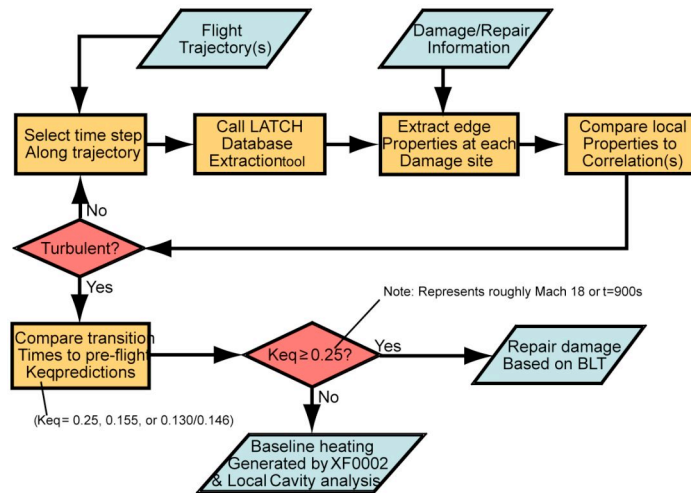 Flight
Trajectory(s)
Damage/Repair
Information
Select time step
Along trajectory
Call LATCH
Database
Extractiontool
Extract edge
Properties at each
Damage site
Compare local
Properties to
Correlation(s)
No
Turbulent?
Yes
Note: Represents roughly Mach 18 or t=900s
Compare transition
Times to pre-flight
Keqpredictions
Keq ≥ 0.25?
Yes
Repair damage
Based on BLT
(Keq = 0.25, 0.155, or 0.130/0.146)
No
Baseline heating
Generated by XF0002
& Local Cavity analysis